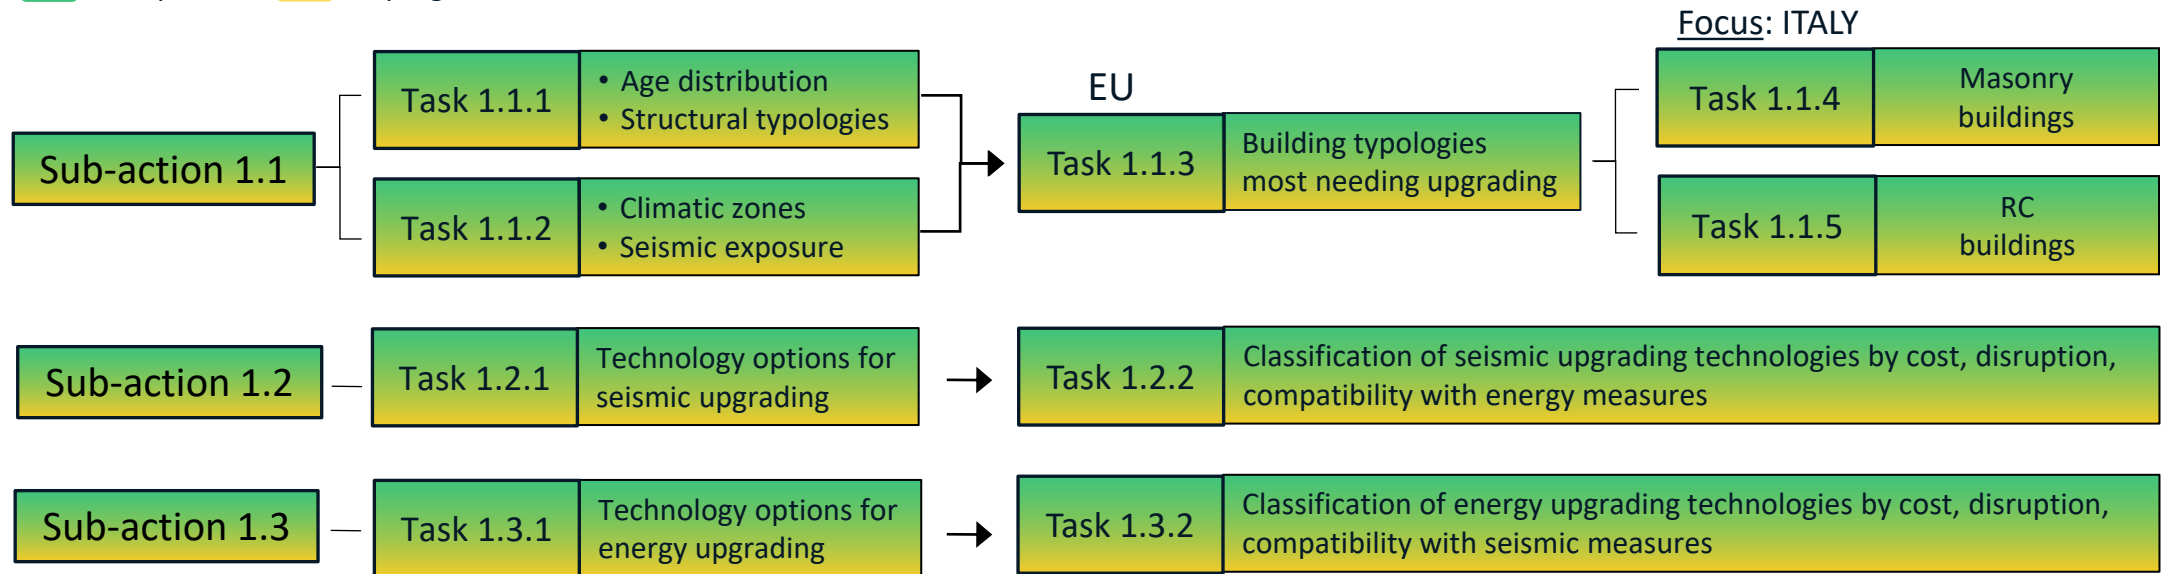 Focus: ITALY
Sub-action 1.1
Task 1.1.1
• Age distribution
• Structural typologies
Task 1.1.2
• Climatic zones
• Seismic exposure
EU
Task 1.1.3
Building typologies
most needing upgrading
Task 1.1.4
Masonry
buildings
Task 1.1.5
RC
buildings
Sub-action 1.2
Task 1.2.1
Technology options for
seismic upgrading
Task 1.2.2
Classification of seismic upgrading technologies by cost, disruption,
compatibility with energy measures
Sub-action 1.3
Task 1.3.1
Technology options for
energy upgrading
Task 1.3.2
Classification of energy upgrading technologies by cost, disruption,
compatibility with seismic measures